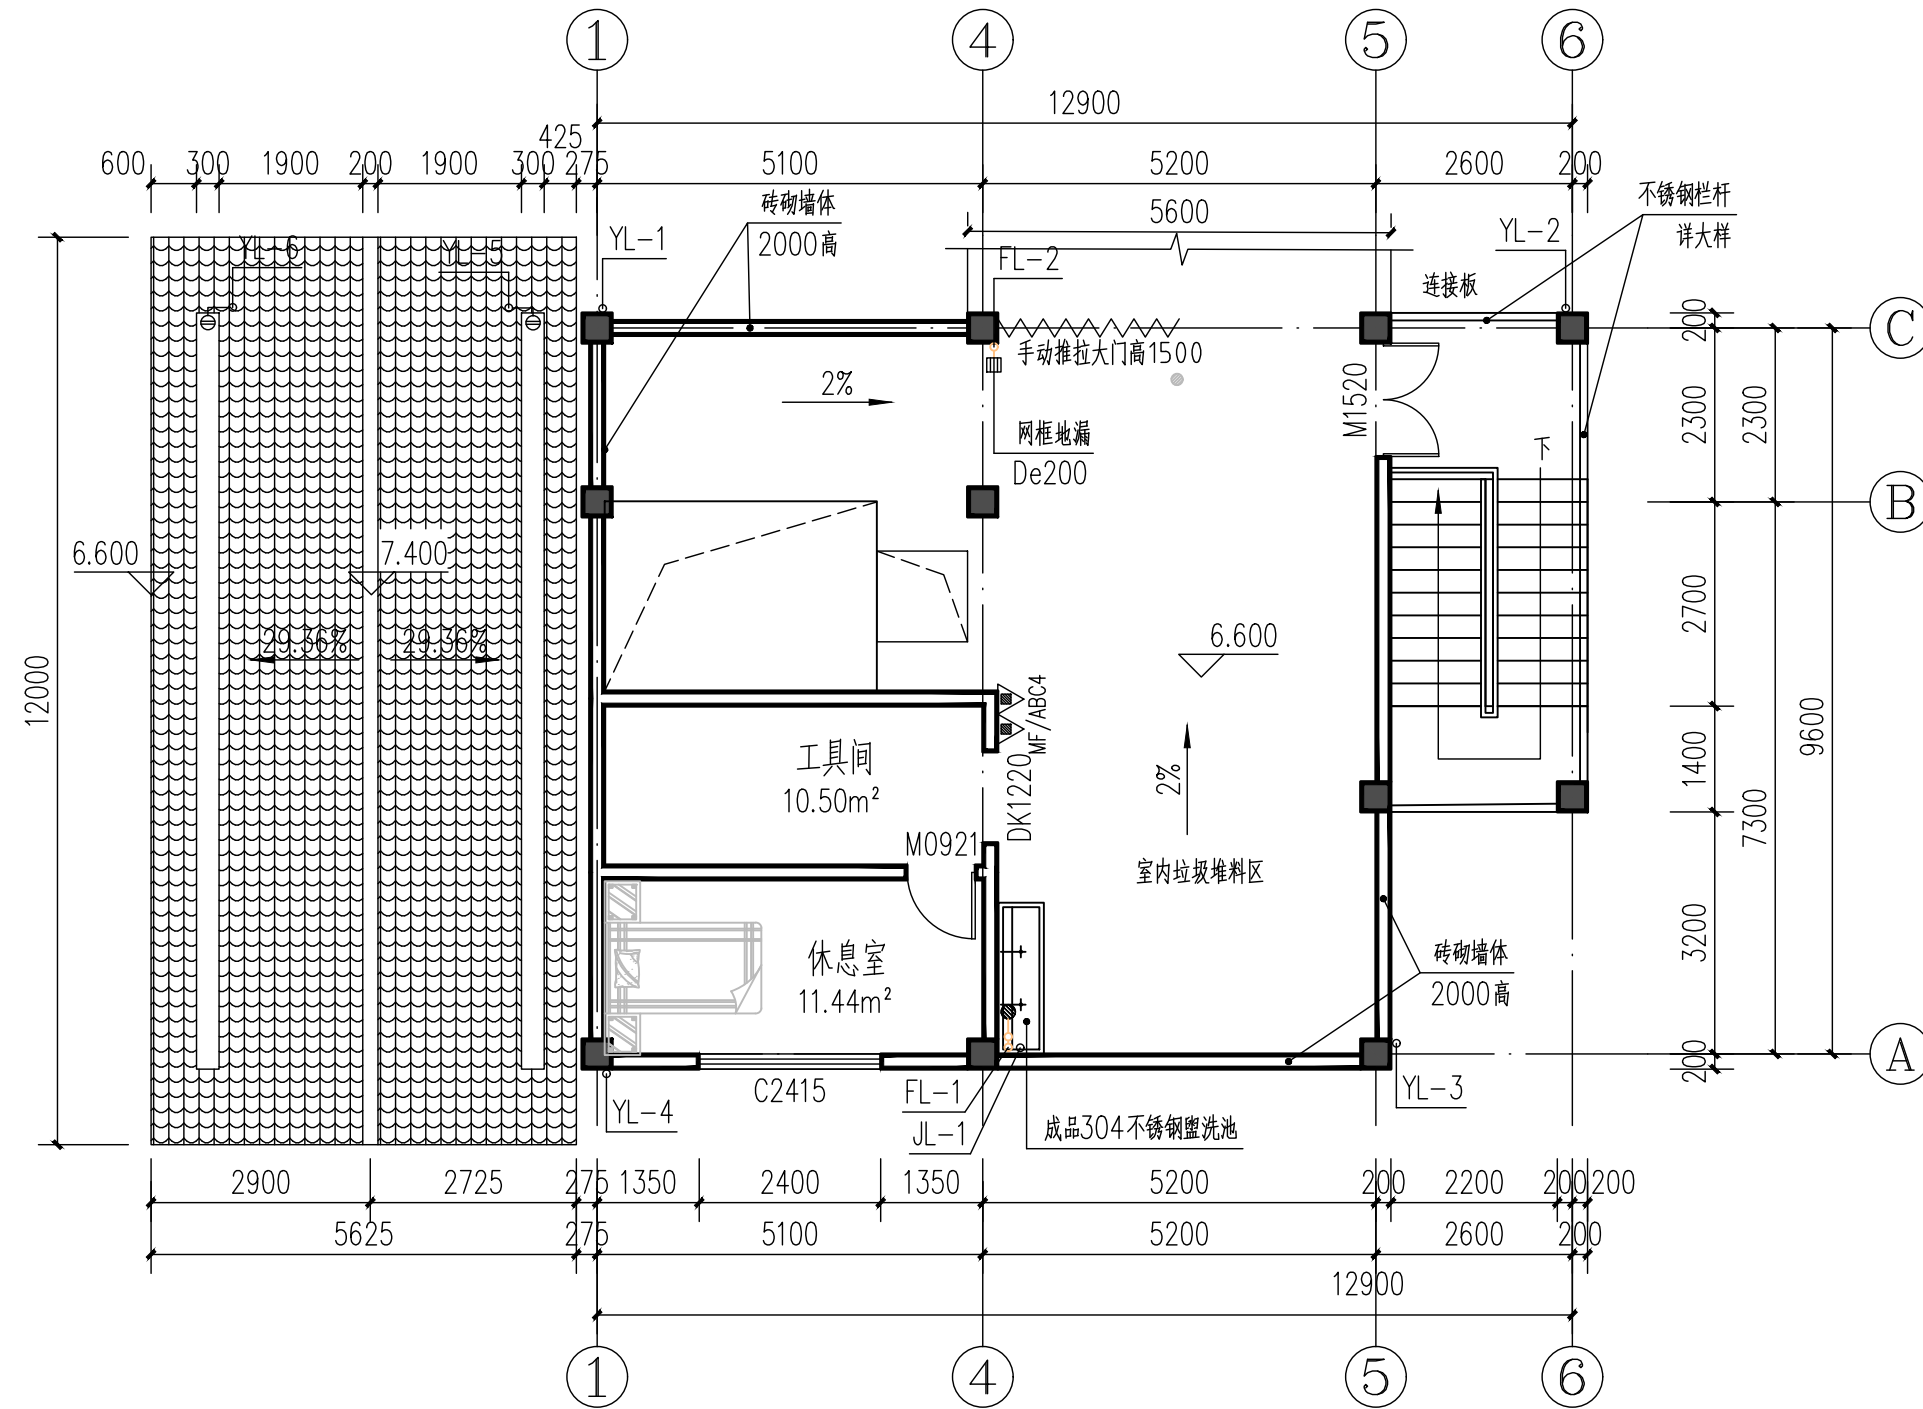 1 4 5 6
12900
425
600 300 1900 200 1900 300 275 5100 5200 2600 200
砖砌墙体
2000高
不锈钢栏杆
详大样
5600
YL-6
YL-5
YL-1
FL-2
YL-2
连接板
200
200
C
手动推拉大门高1500
2%
M1520
2300
2300
网框地漏
De200
下
B
6.600
7.400
2700
6.600
29.36%
29.36%
12000
MF/ABC4
9600
工具间
10.50m²
DK1220
2%
1400
7300
M0921
室内垃圾堆料区
休息室
11.44m²
砖砌墙体
2000高
3200
A
200
C2415
FL-1
YL-3
YL-4
JL-1
成品304不锈钢盥洗池
2900 2725 275 1350 2400 1350 5200 200 2200 200 200
5625 275 5100 5200 2600 200
12900
1 4 5 6